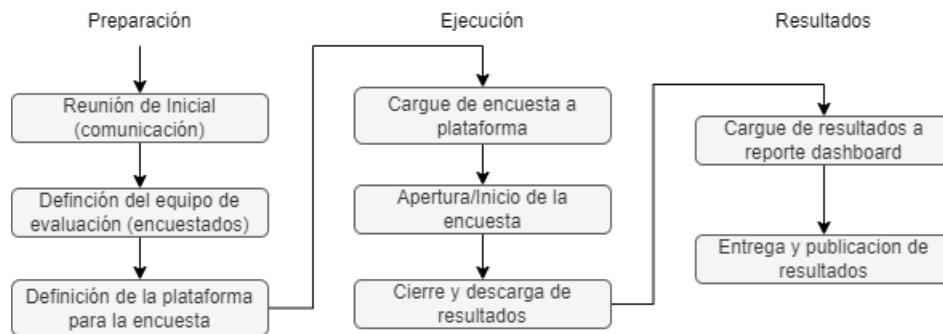 Preparación
Reunión de Inicial
(comunicación)
Definción del equipo de
evaluación (encuestados)
Definición de la plataforma
para la encuesta
Ejecución
Cargue de encuesta a
plataforma
Apertura/Inicio de la
encuesta
Cierre y descarga de
resultados
Resultados
Cargue de resultados a
reporte dashboard
Entrega y publicacion de
resultados